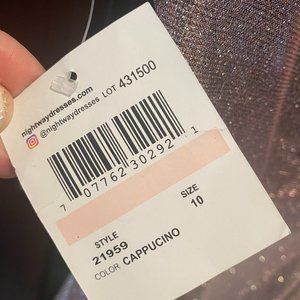 nightwaydresses.com
@nightwaydresses LOT 431500
7 07762 30292 1
STYLE SIZE
21959 10
COLOR CAPPUCINO